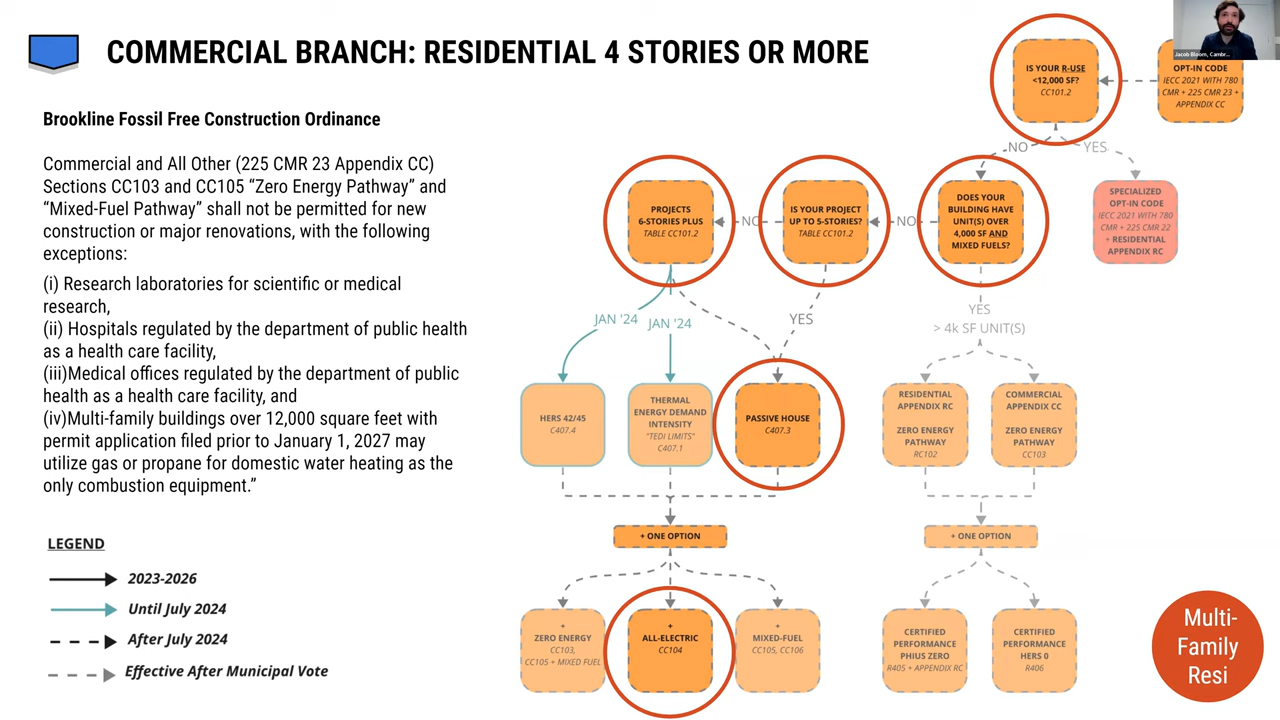 COMMERCIAL BRANCH: RESIDENTIAL 4 STORIES OR MORE
Jacob Bloom, Cambr...
Brookline Fossil Free Construction Ordinance
Commercial and All Other (225 CMR 23 Appendix CC)
Sections CC103 and CC105 “Zero Energy Pathway” and
“Mixed-Fuel Pathway” shall not be permitted for new
construction or major renovations, with the following
exceptions:
(i) Research laboratories for scientific or medical
research,
(ii) Hospitals regulated by the department of public health
as a health care facility,
(iii)Medical offices regulated by the department of public
health as a health care facility, and
(iv)Multi-family buildings over 12,000 square feet with
permit application filed prior to January 1, 2027 may
utilize gas or propane for domestic water heating as the
only combustion equipment.”
LEGEND
2023-2026
Until July 2024
After July 2024
Effective After Municipal Vote
IS YOUR R-USE
<12,000 SF?
CC101.2
OPT-IN CODE
IECC 2021 WITH 780
CMR + 225 CMR 23 +
APPENDIX CC
NO
YES
PROJECTS
6-STORIES PLUS
TABLE CC101.2
NO
IS YOUR PROJECT
UP TO 5-STORIES?
TABLE CC101.2
NO
DOES YOUR
BUILDING HAVE
UNIT(S) OVER
4,000 SF AND
MIXED FUELS?
SPECIALIZED
OPT-IN CODE
IECC 2021 WITH 780
CMR + 225 CMR 22
+ RESIDENTIAL
APPENDIX RC
JAN '24
JAN '24
YES
YES
> 4k SF UNIT(S)
HERS 42/45
C407.4
THERMAL
ENERGY DEMAND
INTENSITY
"TEDI LIMITS"
C407.1
PASSIVE HOUSE
C407.3
RESIDENTIAL
APPENDIX RC
ZERO ENERGY
PATHWAY
RC102
COMMERCIAL
APPENDIX CC
ZERO ENERGY
PATHWAY
CC103
+ ONE OPTION
+ ONE OPTION
+
ZERO ENERGY
CC103,
CC105 + MIXED FUEL
+
ALL-ELECTRIC
CC104
+
MIXED-FUEL
CC105, CC106
CERTIFIED
PERFORMANCE
PHIUS ZERO
R405 + APPENDIX RC
CERTIFIED
PERFORMANCE
HERS 0
R406
Multi-
Family
Resi